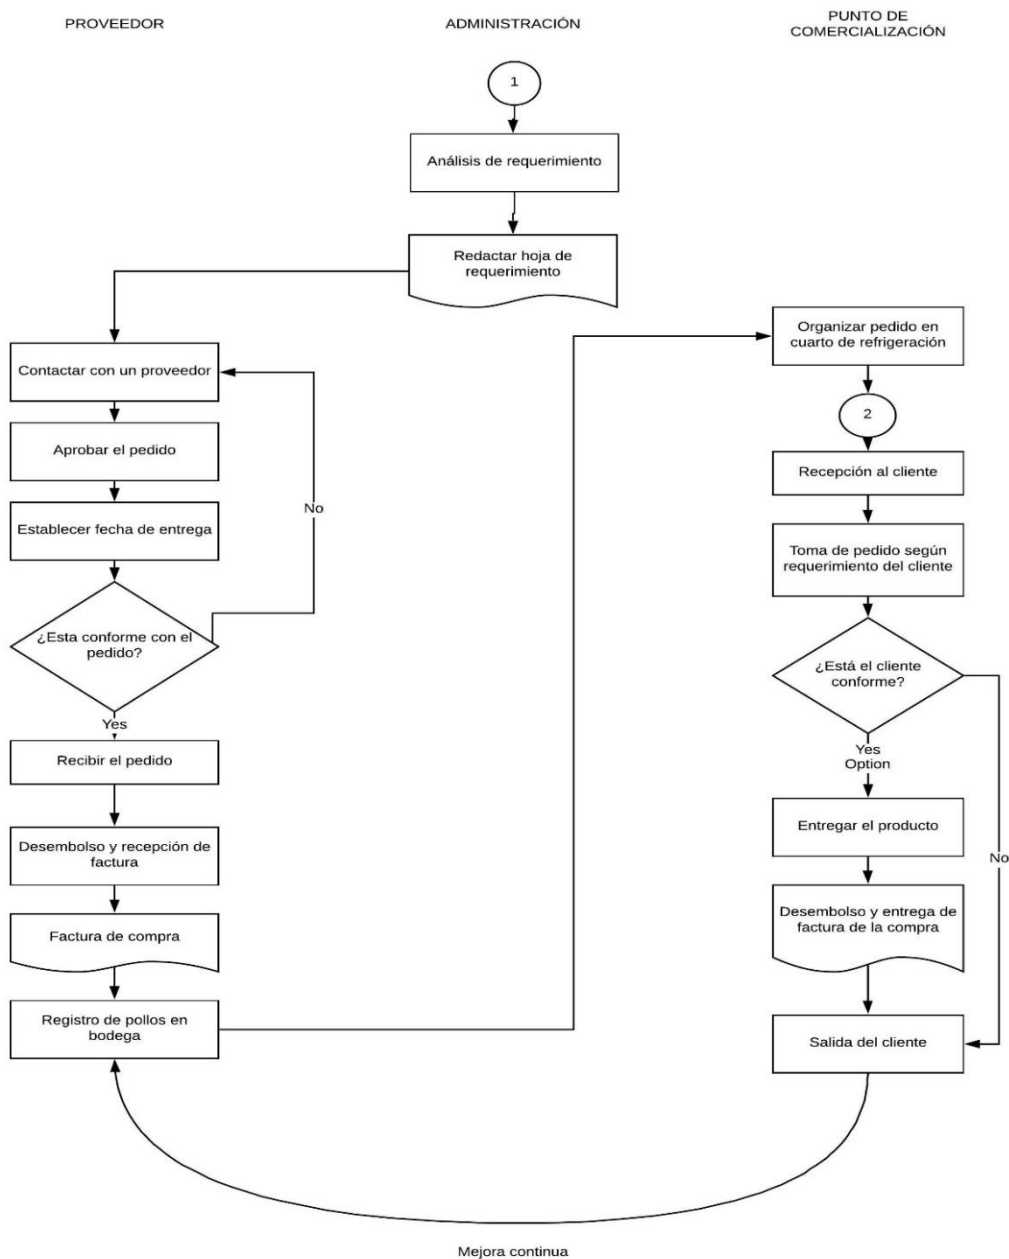 PROVEEDOR
ADMINISTRACIÓN
PUNTO DE
COMERCIALIZACIÓN
1
Análisis de requerimiento
Redactar hoja de
requerimiento
Contactar con un proveedor
Aprobar el pedido
Establecer fecha de entrega
No
¿Esta conforme con el
pedido?
Yes
Recibir el pedido
Desembolso y recepción de
factura
Factura de compra
Registro de pollos en
bodega
Organizar pedido en
cuarto de refrigeración
2
Recepción al cliente
Toma de pedido según
requerimiento del cliente
¿Está el cliente
conforme?
Yes
Option
Entregar el producto
No
Desembolso y entrega de
factura de la compra
Salida del cliente
Mejora continua